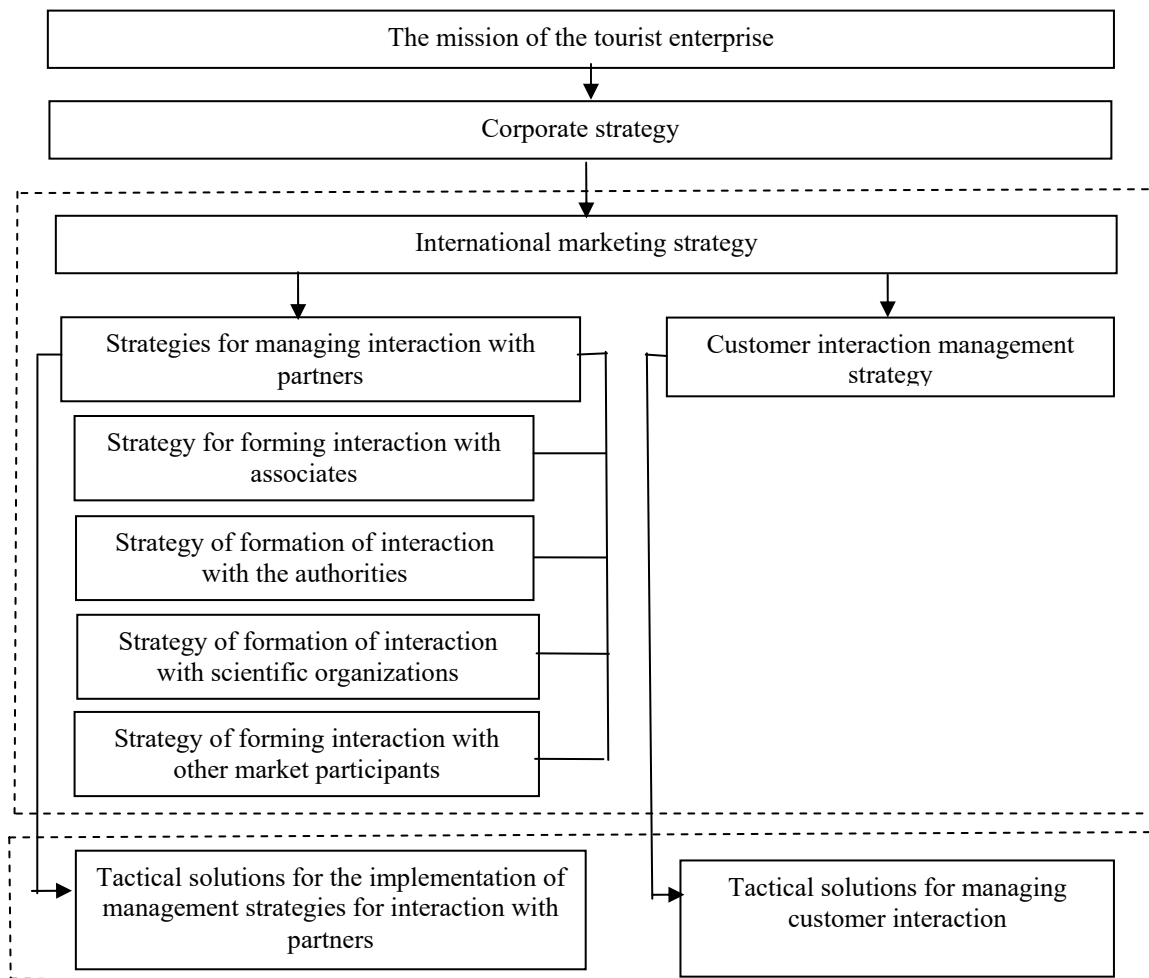 The mission of the tourist enterprise
Corporate strategy
International marketing strategy
Strategies for managing interaction with
partners
Customer interaction management
strategy
Strategy for forming interaction with
associates
Strategy of formation of interaction
with the authorities
Strategy of formation of interaction
with scientific organizations
Strategy of forming interaction with
other market participants
Tactical solutions for the implementation of
management strategies for interaction with
partners
Tactical solutions for managing
customer interaction